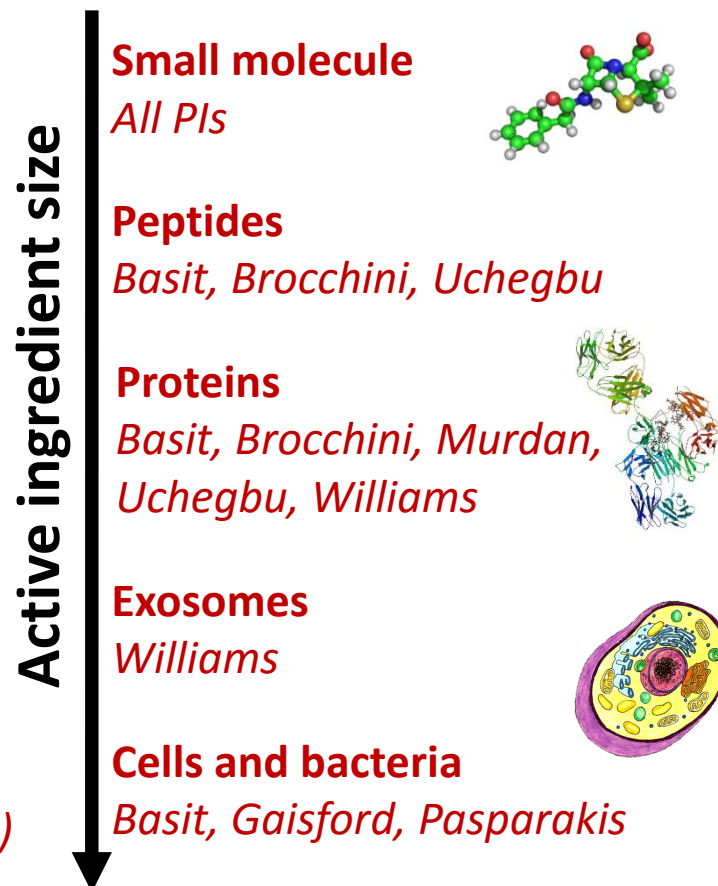 Active ingredient size
Small molecule
All PIs
Peptides
Basit, Brocchini, Uchegbu
Proteins
Basit, Brocchini, Murdan,
Uchegbu, Williams
Exosomes
Williams
Cells and bacteria
Basit, Gaisford, Pasparakis
)